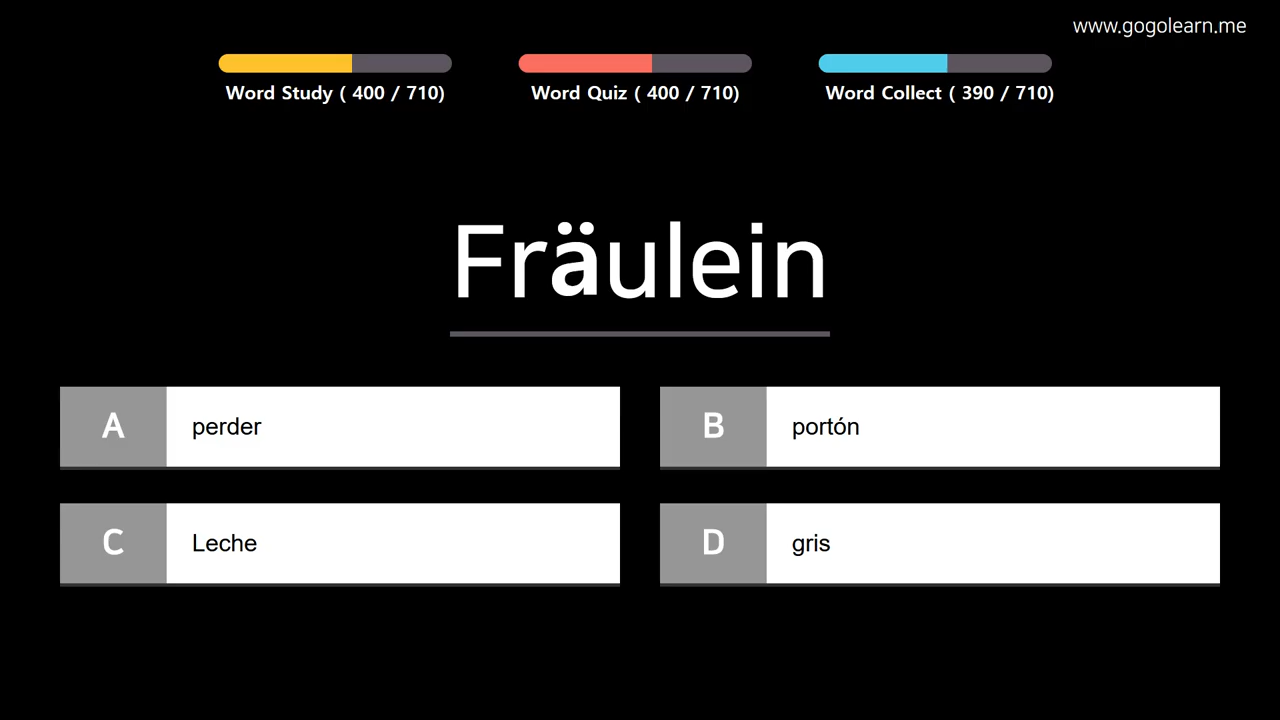 www.gogolearn.me
Word Study ( 400 / 710)
Word Quiz ( 400 / 710)
Word Collect ( 390 / 710)
Fräulein
A perder
B portón
C Leche
D gris